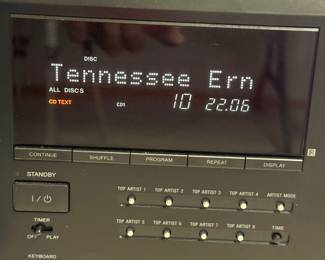 DISC
Tennessee Ern
ALL DISCS
CD TEXT CD1 10 22.06
CONTINUE SHUFFLE PROGRAM REPEAT DISPLAY
STANDBY
I/⏻
TOP ARTIST 1 TOP ARTIST 2 TOP ARTIST 3 TOP ARTIST 4 ARTIST MODE
TIMER
OFF PLAY
TOP ARTIST 5 TOP ARTIST 6 TOP ARTIST 7 TOP ARTIST 8 TIME
KEYBOARD